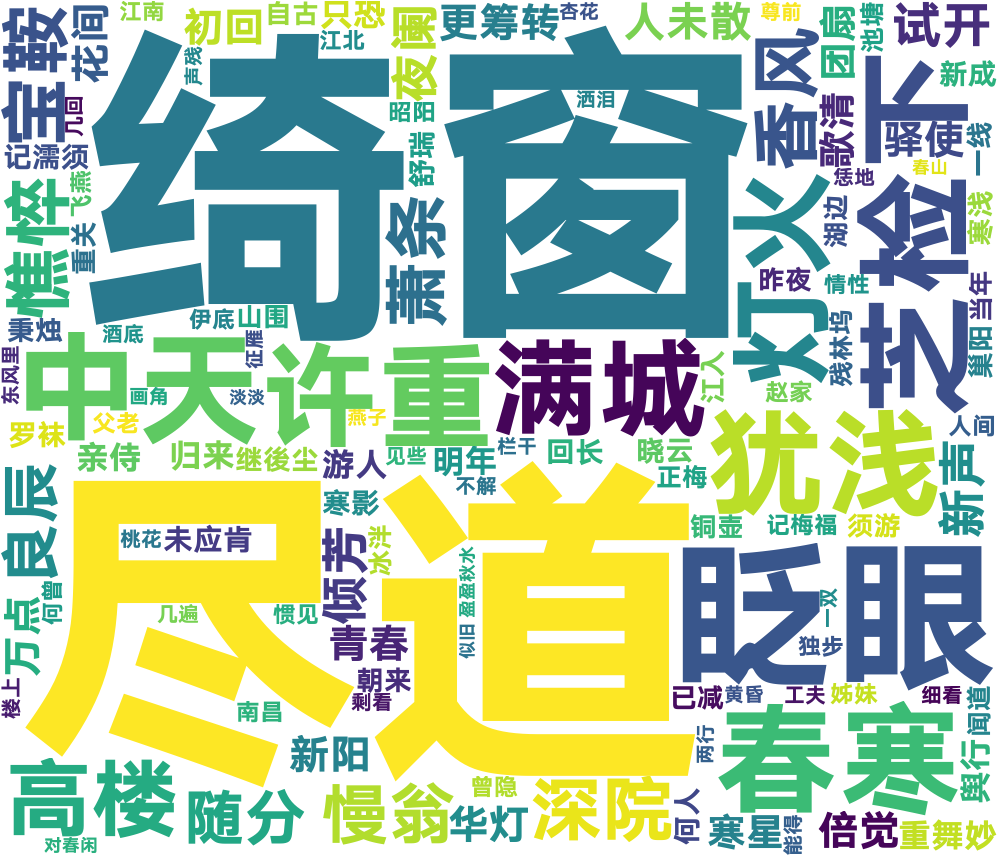 江南
初回
自古
只恐
更筹转
杏花
人未散
尊前
试开
宝鞍
花间
声残
江北
夜阑
团扇
池塘
香风
新成
几回
昭昭
洒泪
歌清
下
驿使
一线
记濡须
绮窗
舒瑞
恁地
春山
憔悴
飞燕
重关
萧条
灯火
湖边
芝检
寒浅
昨夜
情性
当年
秉烛
酒底
伊底
山围
征雁
残林坞
巢阳
东风里
中天
许重
满城
江人
画角
淡淡
赵家
罗袜
父老
燕子
犹浅
人间
亲侍
归来
继後尘
游人
见些
明年
栏干
回长
晓云
不解
正梅
新声
良辰
尽道
寒影
铜壶
记梅福
须游
桃花
未应肯
倾芳
冰浒
盈盈秋水
眨眼
万点
何曾
几遍
惯见
一双
青春
似旧
独步
楼上
朝来
剩看
已减
黄昏
工夫
姊妹
细看
闻道
南昌
春寒
两行
新阳
高楼
随分
慢翁
曾隐
华灯
深院
何人
寒星
能得
倍觉
舆行
重舞妙
对春闲